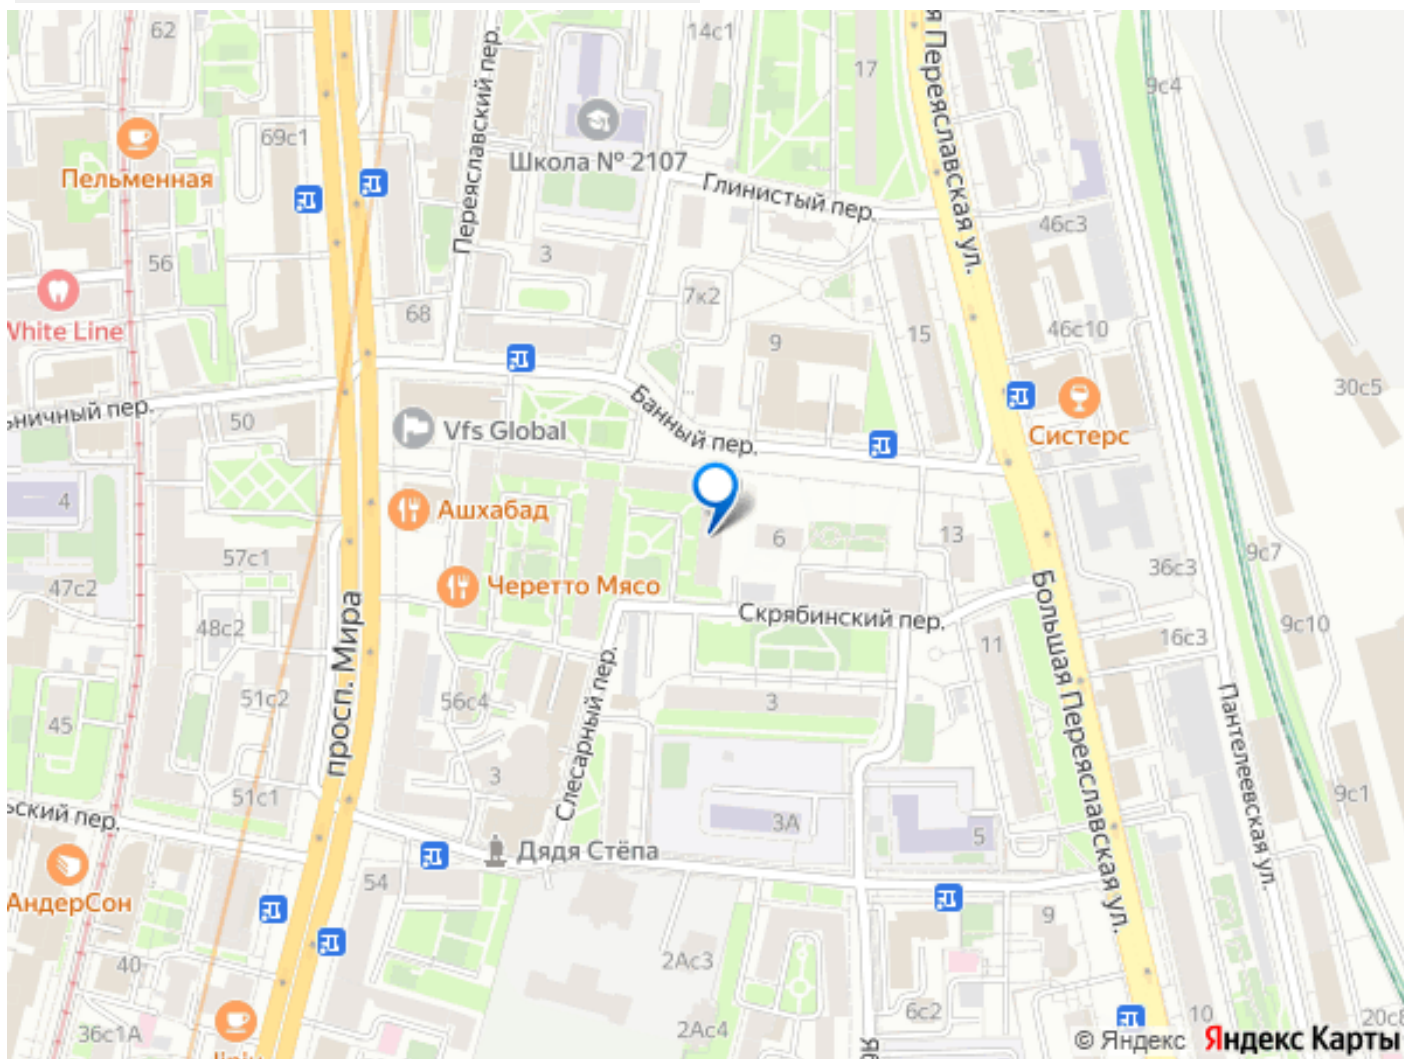 62
14с1
9с4
17
69с1
Пельменная
Школа № 2107
Переяславский пер.
Глинистый пер.
Переяславская ул.
46с3
56
3
White Line
7к2
68
15
46с10
9
30с5
ьничный пер.
50
Vfs Global
Банный пер.
Систерс
4
Ашхабад
6
13
57с1
36с3
9с7
47с2
Черетто Мясо
Скрябинский пер.
48с2
просп. Мира
16с3
9с10
11
51с2
56с4
3
45
Слесарный пер.
Большая Переяславская ул.
Пантелеевская ул.
3
51с1
9с1
ьский пер.
3А
5
Дядя Стёпа
54
АндерСон
9
40
2Ас3
6с2
10
36с1А
2Ас4
20с8
© Яндекс Яндекс Карты